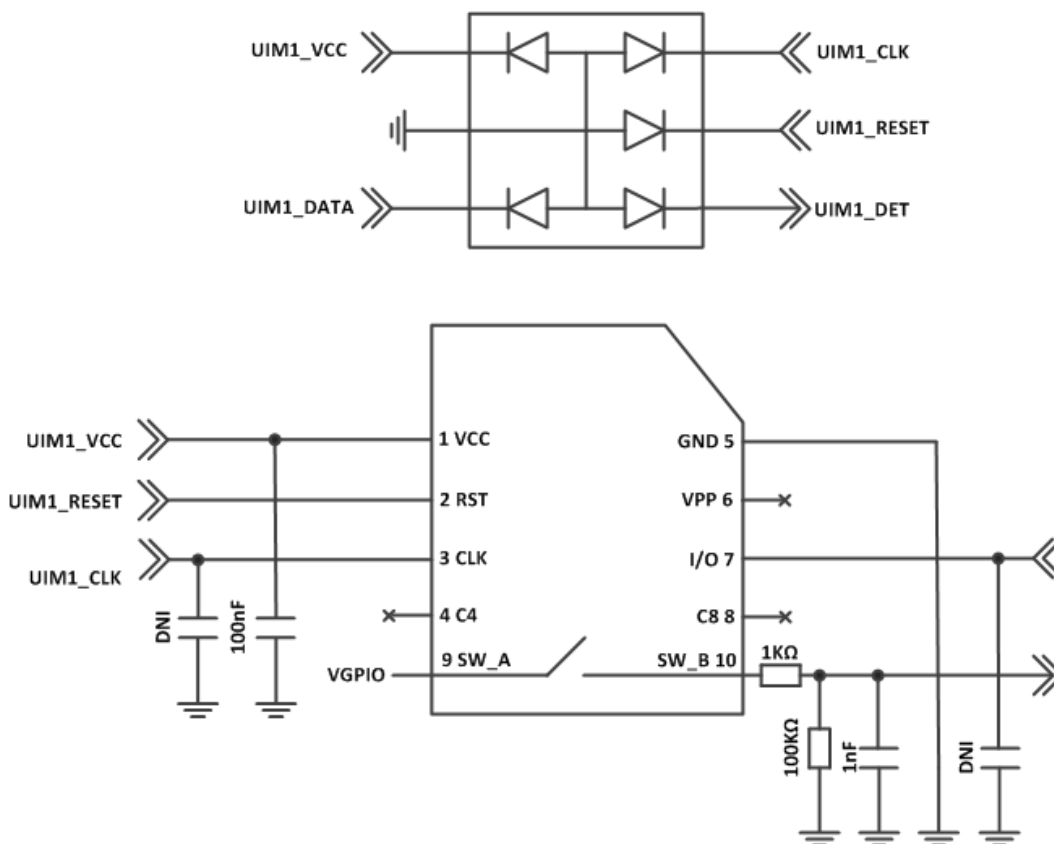 UIM1_VCC
UIM1_CLK
UIM1_RESET
UIM1_DATA
UIM1_DET
UIM1_VCC
1 VCC
GND 5
UIM1_RESET
2 RST
VPP 6
UIM1_CLK
3 CLK
I/O 7
DNI
100nF
4 C4
C8 8
VGPIO
9 SW_A
SW_B 10
1KΩ
100KΩ
1nF
DNI